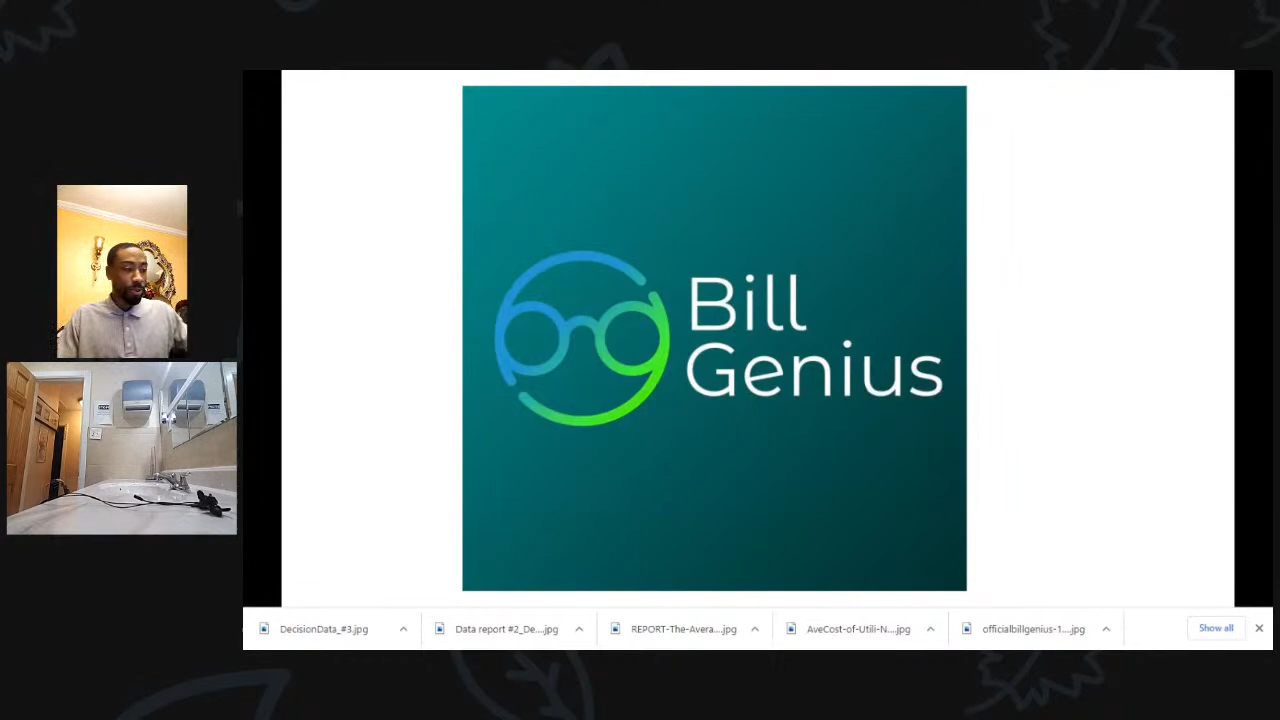 Bill
Genius
DecisionData_#3.jpg
Data report #2_De....jpg
REPORT-The-Avera....jpg
AveCost-of-Utili-N....jpg
officialbillgenius-1....jpg
Show all